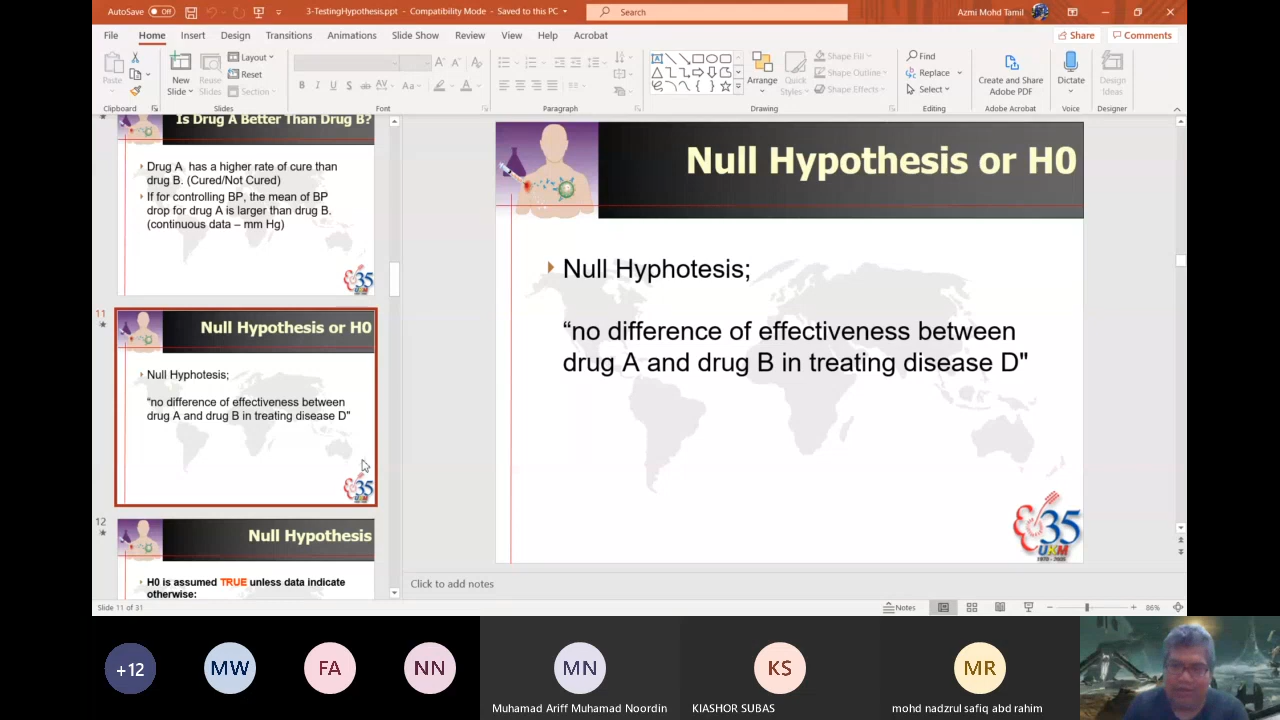 AutoSave Off
3-TestingHypothesis.ppt - Compatibility Mode - Saved to this PC
Search
Azmi Mohd Tamil
File Home Insert Design Transitions Animations Slide Show Review View Help Acrobat
Share Comments
Paste
New
Slide
Reuse
Slides
Layout
Reset
Section
Arrange
Quick
Styles
Shape Fill
Shape Outline
Shape Effects
Find
Replace
Select
Create and Share
Adobe PDF
Dictate
Design
Ideas
Clipboard Slides Font Paragraph Drawing Editing Adobe Acrobat Voice Designer
Is Drug A Better Than Drug B?
Drug A has a higher rate of cure than
drug B. (Cured/Not Cured)
If for controlling BP, the mean of BP
drop for drug A is larger than drug B.
(continuous data – mm Hg)
35
11
Null Hypothesis or H0
Null Hyphotesis;
“no difference of effectiveness between
drug A and drug B in treating disease D"
35
12
Null Hypothesis
H0 is assumed TRUE unless data indicate
otherwise:
Null Hypothesis or H0
Null Hyphotesis;
“no difference of effectiveness between
drug A and drug B in treating disease D"
35
UKM
Click to add notes
Slide 11 of 31
Notes
86%
+12
MW
FA
NN
MN
KS
MR
Muhamad Ariff Muhamad Noordin
KIASHOR SUBAS
mohd nadzrul safiq abd rahim